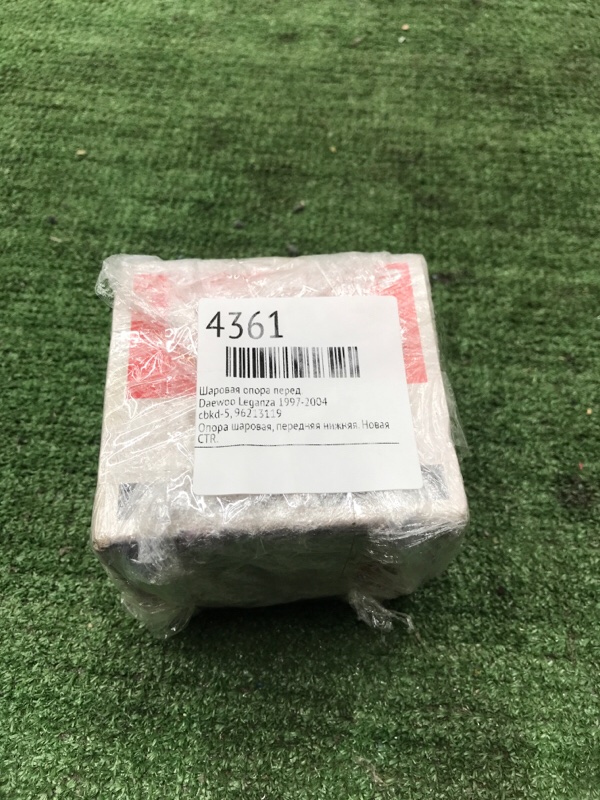 4361
Шаровая опора перед.
Daewoo Leganza 1997-2004
cbkd-5, 96213119
Опора шаровая, передняя нижняя. Новая
CTR.